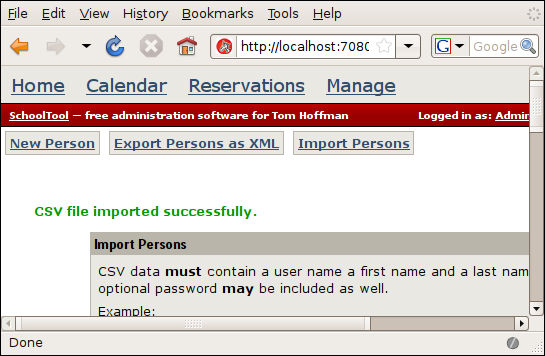 File Edit View History Bookmarks Tools Help
http://localhost:7080 G Google
Home Calendar Reservations Manage
SchoolTool — free administration software for Tom Hoffman Logged in as: Admin
New Person Export Persons as XML Import Persons
CSV file imported successfully.
Import Persons
CSV data must contain a user name a first name and a last nam
optional password may be included as well.
Example:
Done